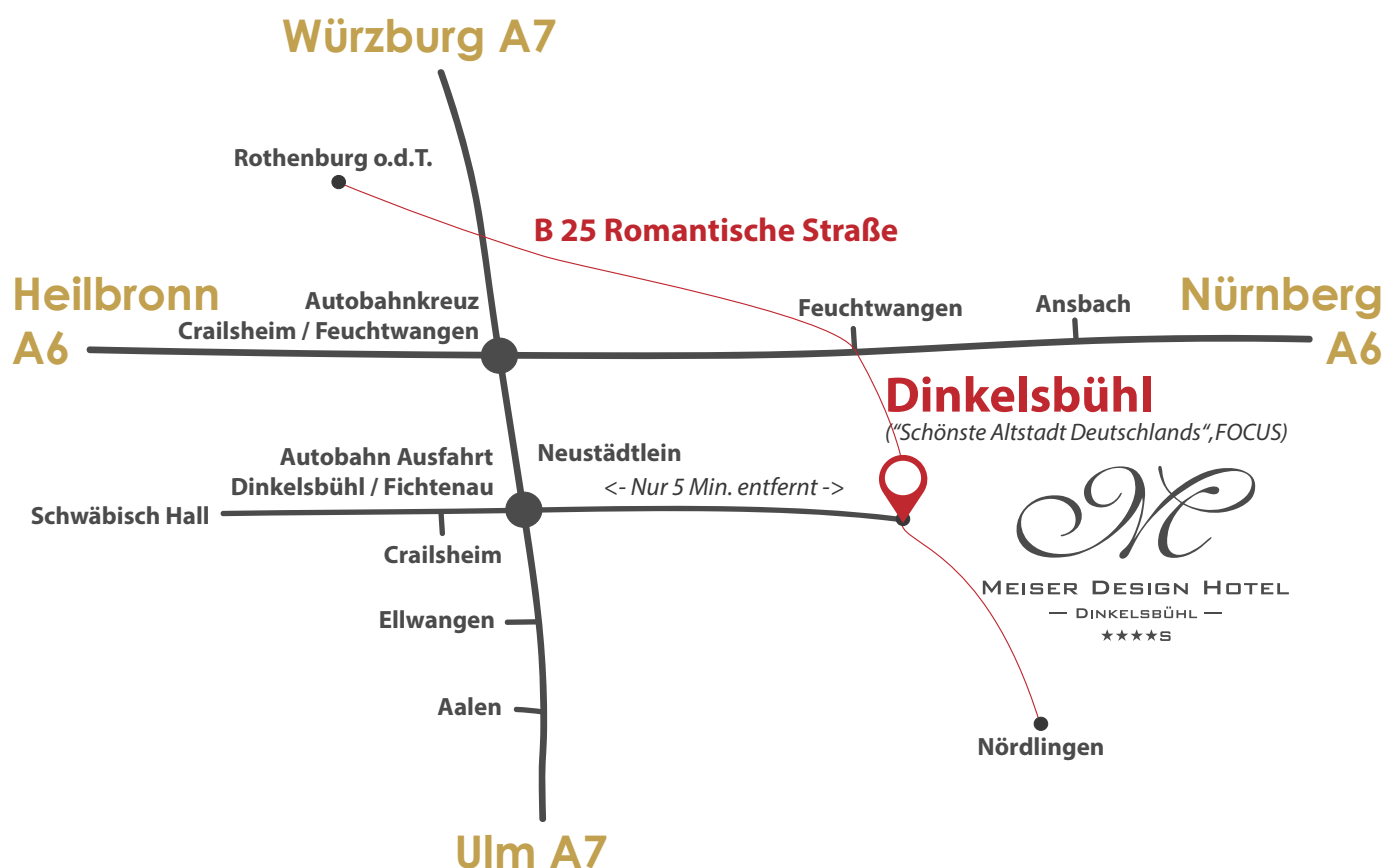 Würzburg A7
Rothenburg o.d.T.
B 25 Romantische Straße
Heilbronn
A6
Autobahnkreuz
Crailsheim / Feuchtwangen
Feuchtwangen
Ansbach
Nürnberg
A6
Dinkelsbühl
(“Schönste Altstadt Deutschlands“,FOCUS)
Autobahn Ausfahrt
Dinkelsbühl / Fichtenau
Neustädtlein
<- Nur 5 Min. entfernt ->
Schwäbisch Hall
Crailsheim
MEISER DESIGN HOTEL
— DINKELSBÜHL —
★★★★S
Ellwangen
Aalen
Nördlingen
Ulm A7